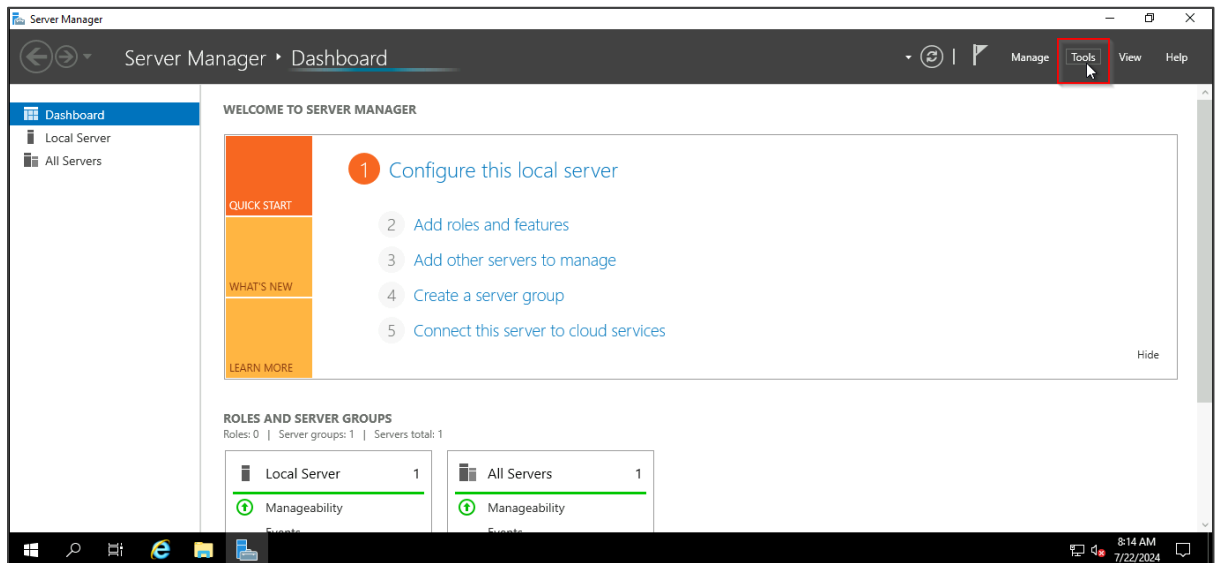 Server Manager
Server Manager ‣ Dashboard
Manage Tools View Help
Dashboard
Local Server
All Servers
WELCOME TO SERVER MANAGER
QUICK START
WHAT'S NEW
LEARN MORE
1 Configure this local server
2 Add roles and features
3 Add other servers to manage
4 Create a server group
5 Connect this server to cloud services
Hide
ROLES AND SERVER GROUPS
Roles: 0 | Server groups: 1 | Servers total: 1
Local Server 1
Manageability
Events
All Servers 1
Manageability
Events
8:14 AM
7/22/2024